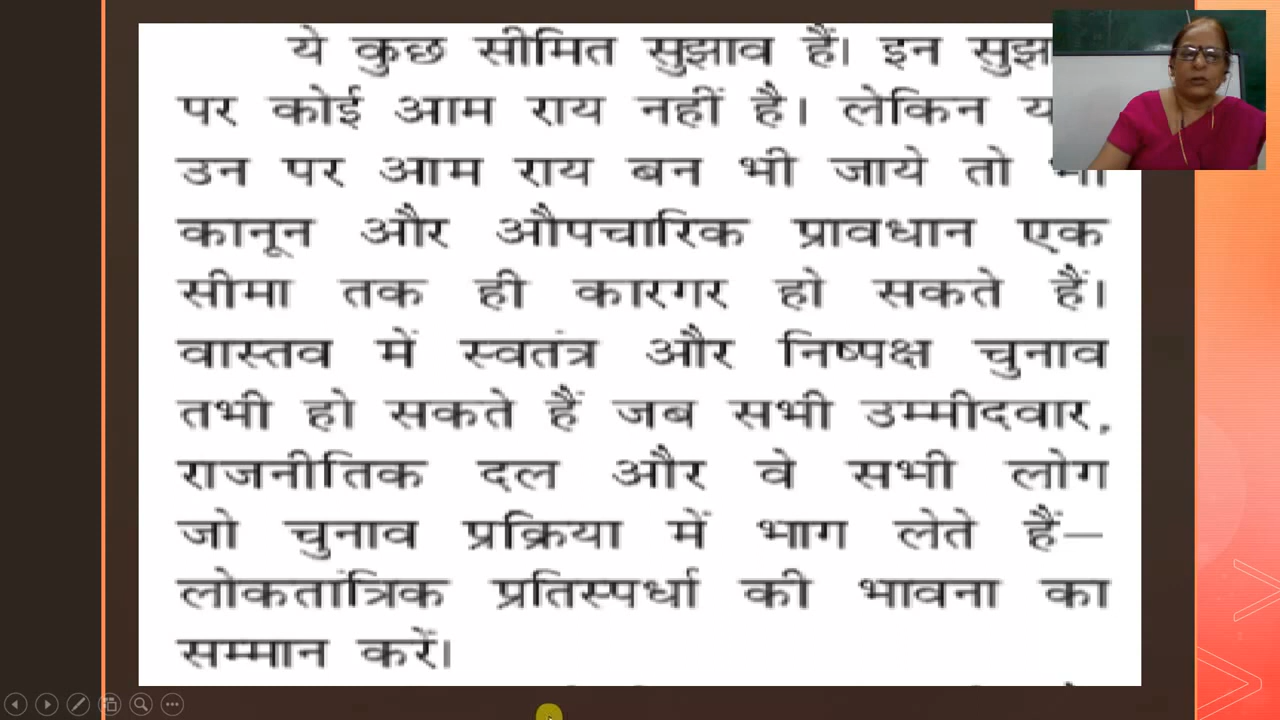 ये कुछ सीमित सुझाव हैं। इन
पर कोई आम राय नहीं है। लेकिन
उन पर आम राय बन भी जाये तो
कानून और औपचारिक प्रावधान एक
सीमा तक ही कारगर हो सकते हैं।
वास्तव में स्वतंत्र और निष्पक्ष चुनाव
तभी हो सकते हैं जब सभी उम्मीदवार,
राजनीतिक दल और वे सभी लोग
जो चुनाव प्रक्रिया में भाग लेते हैं—
लोकतांत्रिक प्रतिस्पर्धा की भावना का
सम्मान करें।